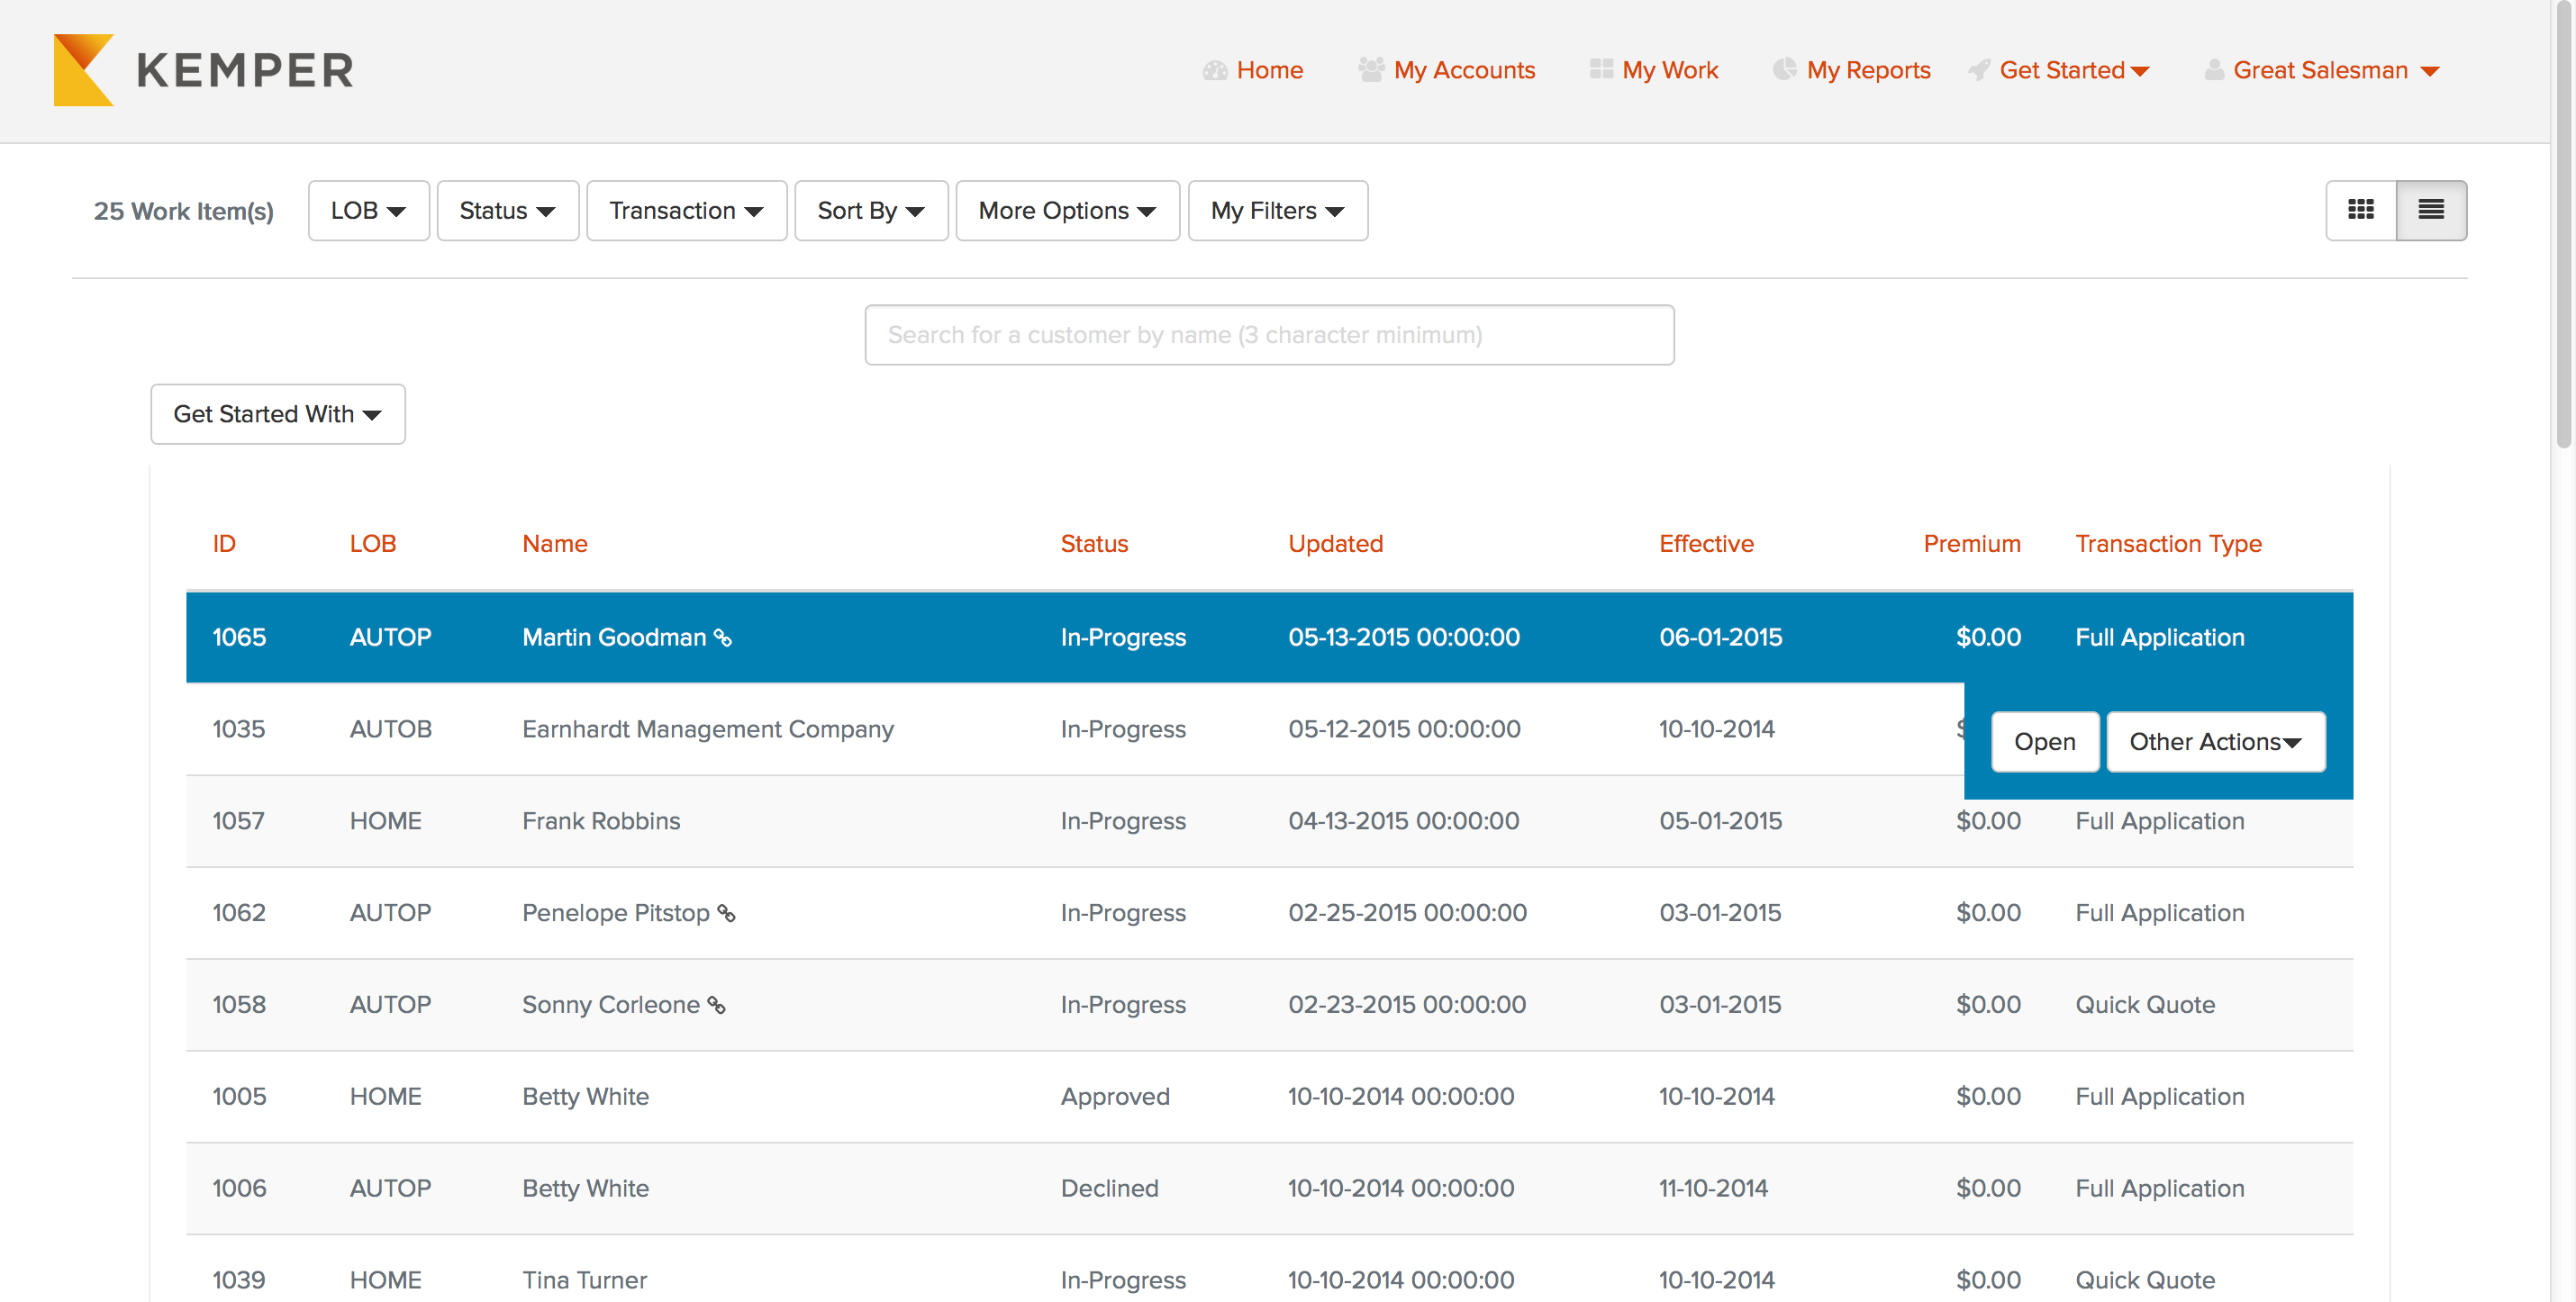 KEMPER
Home My Accounts My Work My Reports Get Started Great Salesman
25 Work Item(s) LOB Status Transaction Sort By More Options My Filters
Search for a customer by name (3 character minimum)
Get Started With
ID LOB Name Status Updated Effective Premium Transaction Type
1065 AUTOP Martin Goodman In-Progress 05-13-2015 00:00:00 06-01-2015 $0.00 Full Application
1035 AUTOB Earnhardt Management Company In-Progress 05-12-2015 00:00:00 10-10-2014 $
Open Other Actions
1057 HOME Frank Robbins In-Progress 04-13-2015 00:00:00 05-01-2015 $0.00 Full Application
1062 AUTOP Penelope Pitstop In-Progress 02-25-2015 00:00:00 03-01-2015 $0.00 Full Application
1058 AUTOP Sonny Corleone In-Progress 02-23-2015 00:00:00 03-01-2015 $0.00 Quick Quote
1005 HOME Betty White Approved 10-10-2014 00:00:00 10-10-2014 $0.00 Full Application
1006 AUTOP Betty White Declined 10-10-2014 00:00:00 11-10-2014 $0.00 Full Application
1039 HOME Tina Turner In-Progress 10-10-2014 00:00:00 10-10-2014 $0.00 Quick Quote